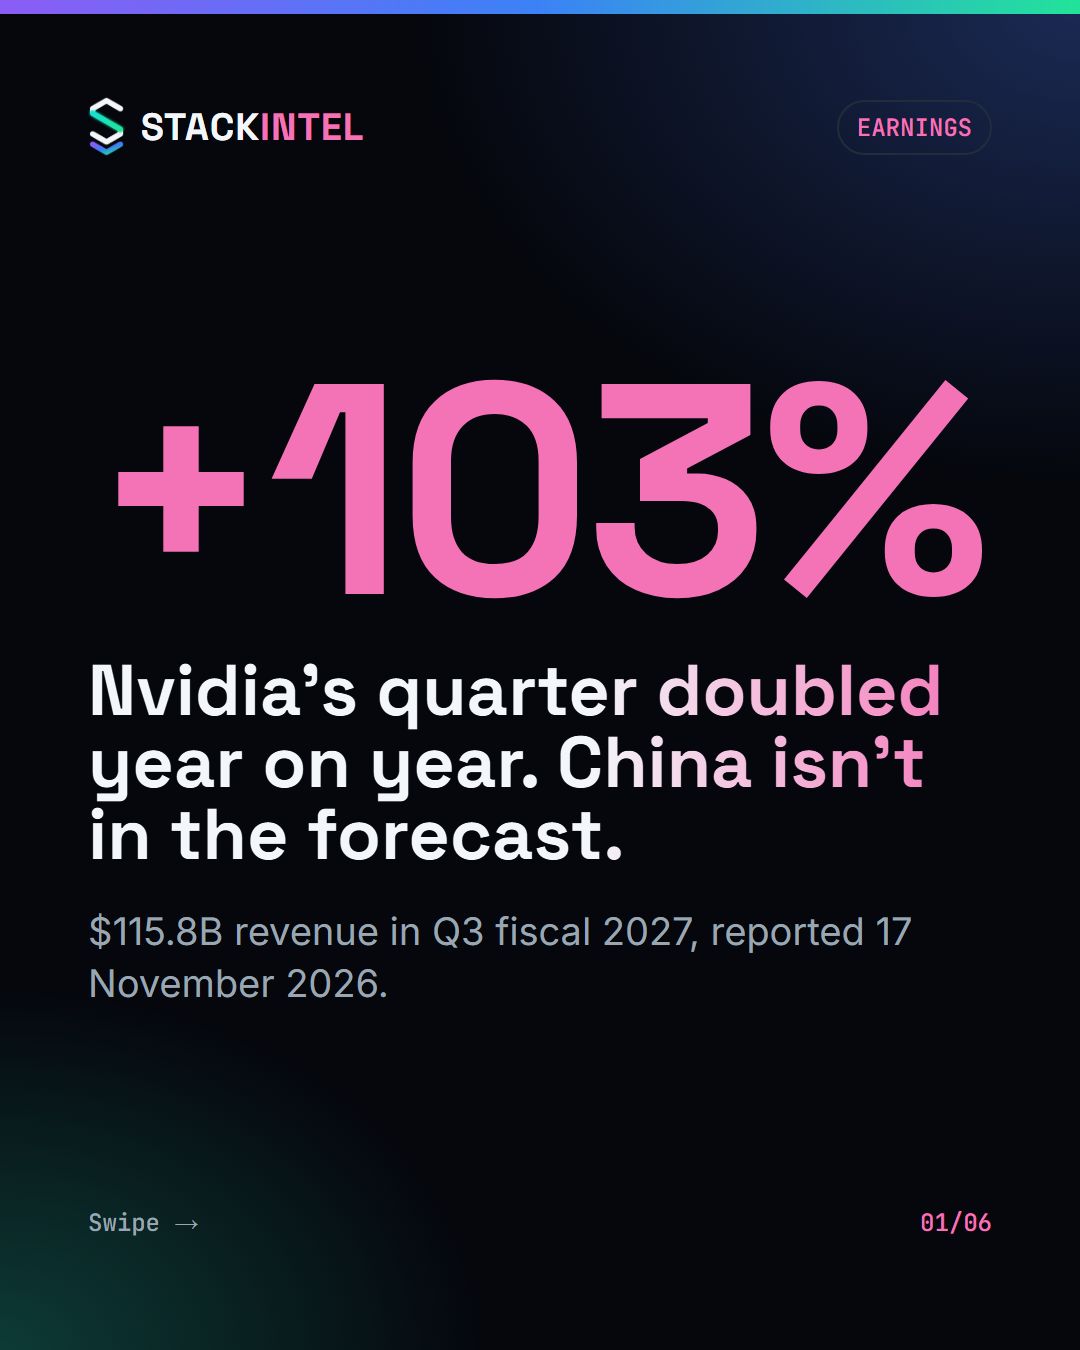 STACKINTEL
EARNINGS
+103%
Nvidia’s quarter doubled
year on year. China isn’t
in the forecast.
$115.8B revenue in Q3 fiscal 2027, reported 17
November 2026.
Swipe →
01/06